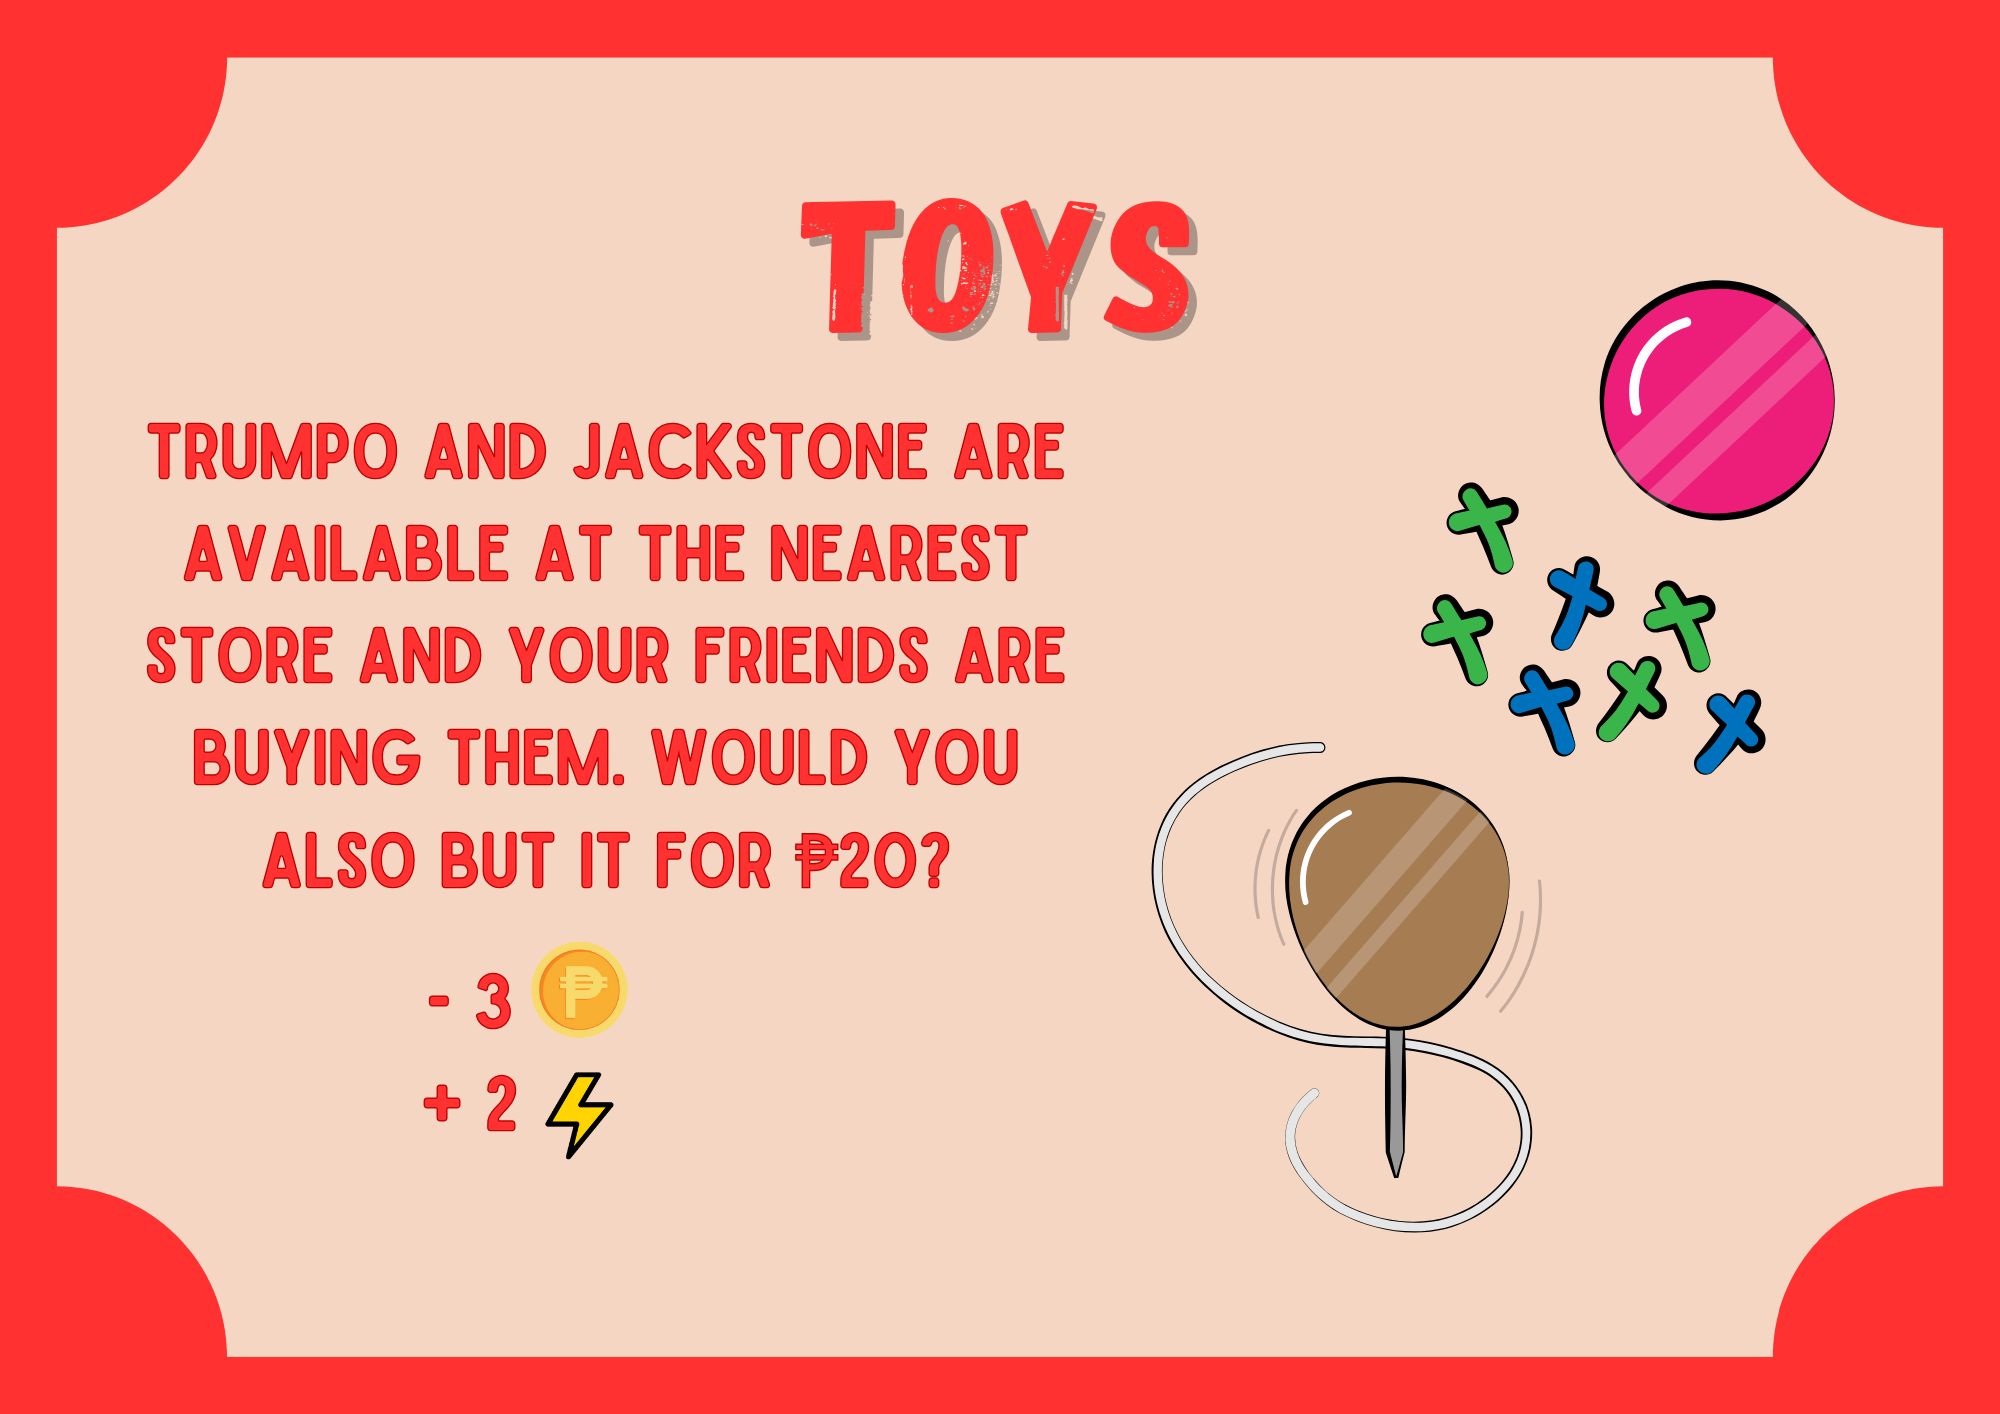 TOYS
TRUMPO AND JACKSTONE ARE
AVAILABLE AT THE NEAREST
STORE AND YOUR FRIENDS ARE
BUYING THEM. WOULD YOU
ALSO BUT IT FOR ₱20?
- 3 ₱
+ 2